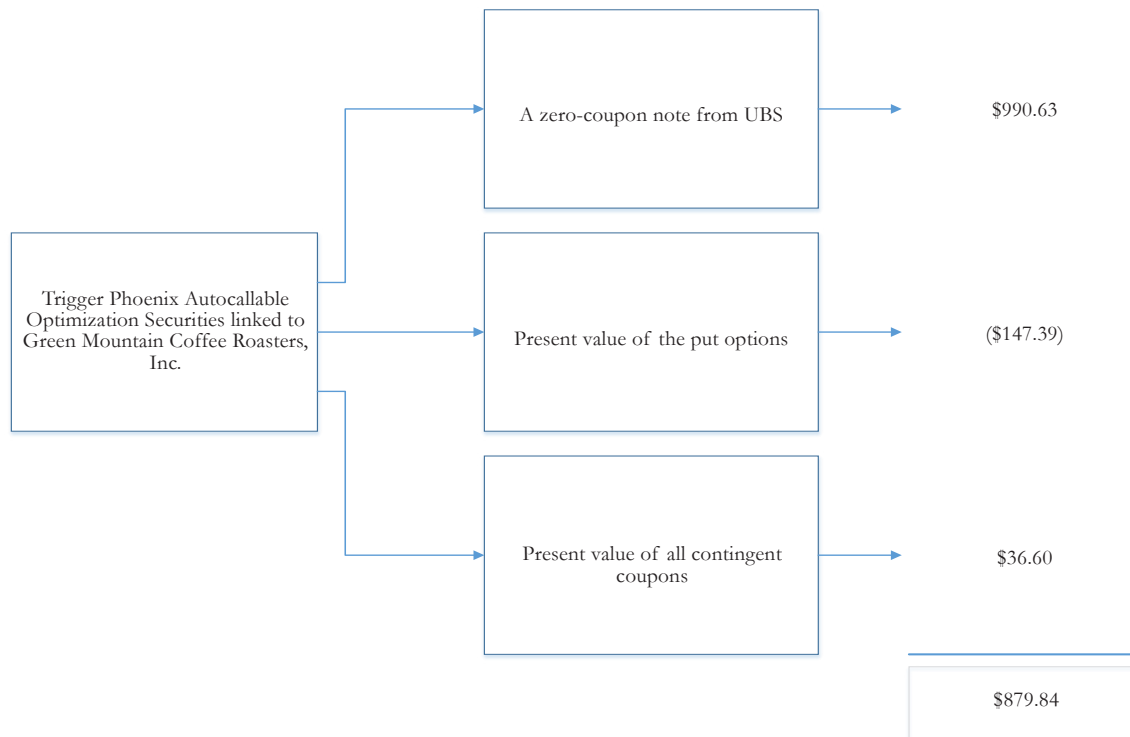 A zero-coupon note from UBS
$990.63
Trigger Phoenix Autocallable
Optimization Securities linked to
Green Mountain Coffee Roasters,
Inc.
Present value of the put options
($147.39)
Present value of all contingent
coupons
$36.60
$879.84